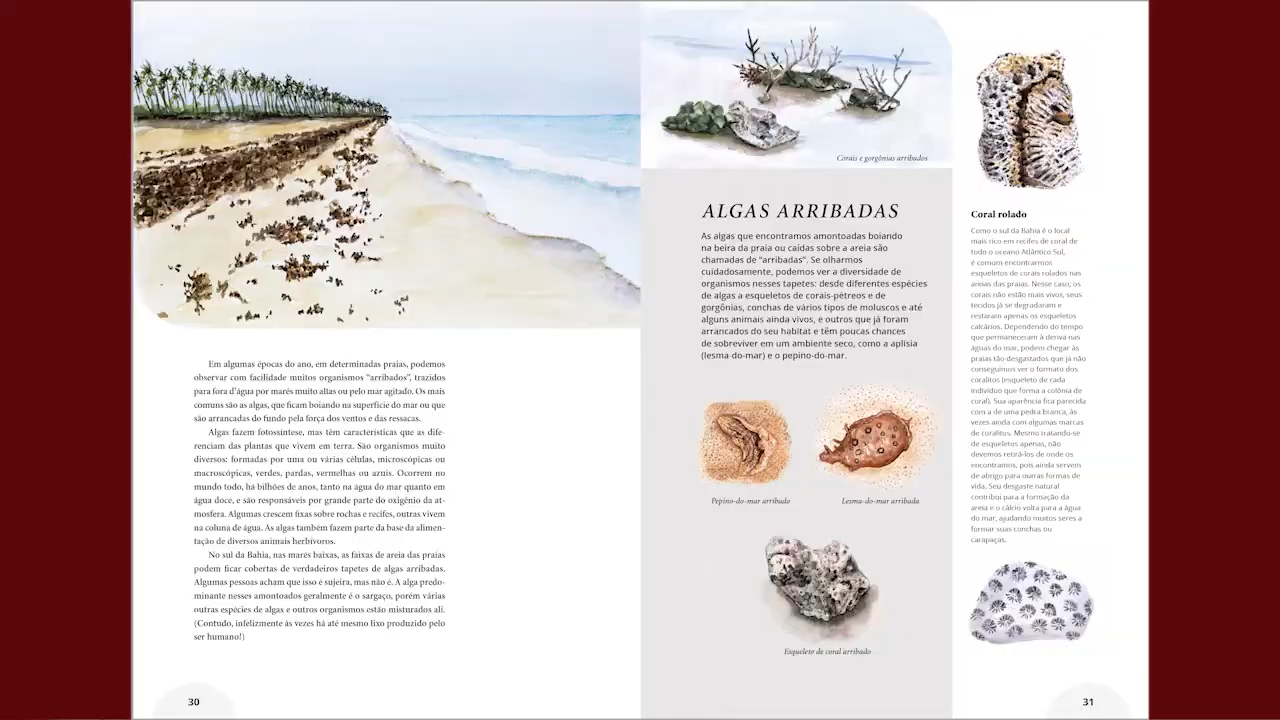 Em algumas épocas do ano, em determinadas praias, podemos
observar com facilidade muitos organismos “arribados”, trazidos
para fora d’água por marés muito altas ou pelo mar agitado. Os mais
comuns são as algas, que ficam boiando na superfície do mar ou que
são arrancadas do fundo pela força dos ventos e das ressacas.
Algas fazem fotossíntese, mas têm características que as dife-
renciam das plantas que vivem em terra. São organismos muito
diversos: formadas por uma ou várias células, microscópicas ou
macroscópicas, verdes, pardas, vermelhas ou azuis. Ocorrem no
mundo todo, há bilhões de anos, tanto na água do mar quanto em
água doce, e são responsáveis por grande parte do oxigênio da at-
mosfera. Algumas crescem fixas sobre rochas e recifes, outras vivem
na coluna de água. As algas também fazem parte da base da alimen-
tação de diversos animais herbívoros.
No sul da Bahia, nas marés baixas, as faixas de areia das praias
podem ficar cobertas de verdadeiros tapetes de algas arribadas.
Algumas pessoas acham que isso é sujeira, mas não é. A alga predo-
minante nesses amontoados geralmente é o sargaço, porém várias
outras espécies de algas e outros organismos estão misturados ali.
(Contudo, infelizmente às vezes há até mesmo lixo produzido pelo
ser humano!)
30
Corais e gorgônias arribados
ALGAS ARRIBADAS
As algas que encontramos amontoadas boiando
na beira da praia ou caídas sobre a areia são
chamadas de “arribadas”. Se olharmos
cuidadosamente, podemos ver a diversidade de
organismos nesses tapetes: desde diferentes espécies
de algas a esqueletos de corais-pétreos e de
gorgônias, conchas de vários tipos de moluscos e até
alguns animais ainda vivos, e outros que já foram
arrancados do seu habitat e têm poucas chances
de sobreviver em um ambiente seco, como a aplísia
(lesma-do-mar) e o pepino-do-mar.
Pepino-do-mar arribado
Lesma-do-mar arribada
Esqueleto de coral arribado
Coral rolado
Como o sul da Bahia é o local
mais rico em recifes de coral de
todo o oceano Atlântico Sul,
é comum encontrarmos
esqueletos de corais rolados nas
areias das praias. Nesse caso, os
corais não estão mais vivos, seus
tecidos já se degradaram e
restaram apenas os esqueletos
calcários. Dependendo do tempo
que permaneceram à deriva nas
águas do mar, podem chegar às
praias tão desgastados que já não
conseguimos ver o formato dos
coralitos (esqueleto de cada
indivíduo que forma a colônia de
coral). Sua aparência fica parecida
com a de uma pedra branca, às
vezes ainda com algumas marcas
de coralitos. Mesmo tratando-se
de esqueletos apenas, não
devemos retirá-los de onde os
encontramos, pois ainda servem
de abrigo para outras formas de
vida. Seu desgaste natural
contribui para a formação da
areia e o cálcio volta para a água
do mar, ajudando muitos seres a
formar suas conchas ou
carapaças.
31